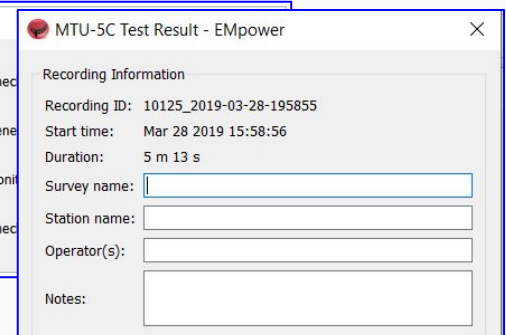 MTU-5C Test Result - EMpower
Recording Information
Recording ID: 10125_2019-03-28-195855
Start time: Mar 28 2019 15:58:56
Duration: 5 m 13 s
Survey name:
Station name:
Operator(s):
Notes: